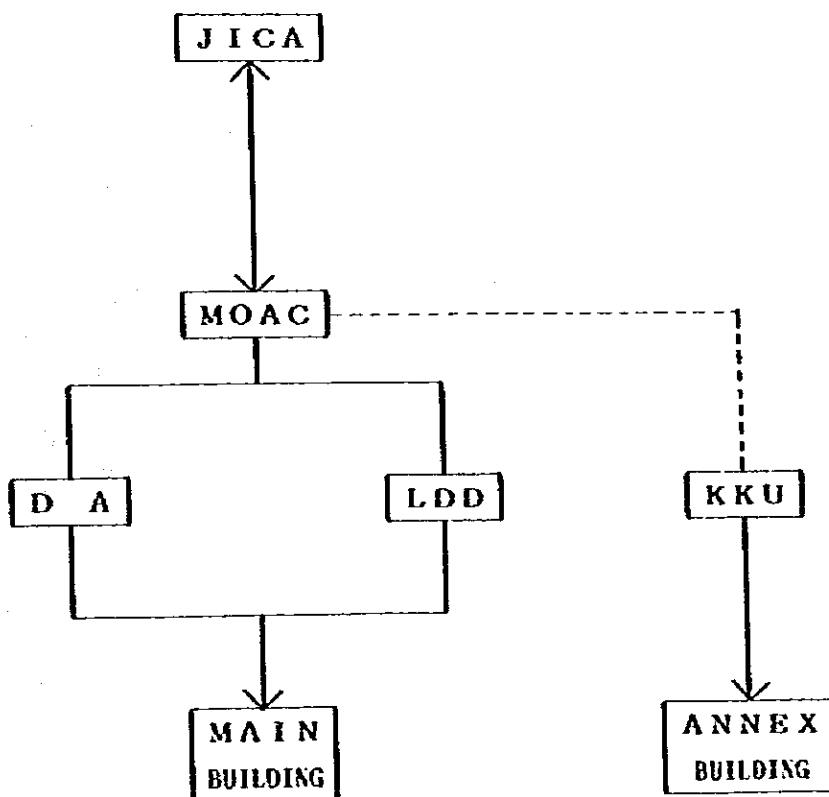 JICA
MOAC
D A
LDD
KKU
MAIN
BUILDING
ANNEX
BUILDING